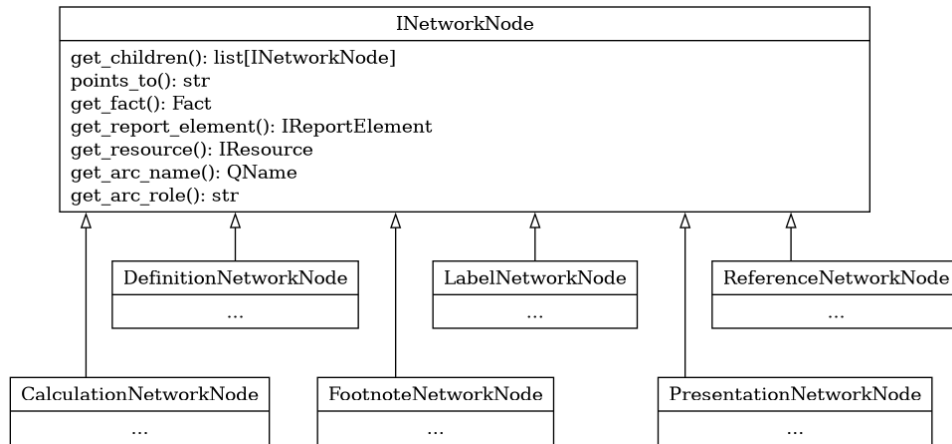 INetworkNode
get_children(): list[INetworkNode]
points_to(): str
get_fact(): Fact
get_report_element(): IReportElement
get_resource(): IResource
get_arc_name(): QName
get_arc_role(): str
DefinitionNetworkNode
...
LabelNetworkNode
...
ReferenceNetworkNode
...
CalculationNetworkNode
...
FootnoteNetworkNode
...
PresentationNetworkNode
...